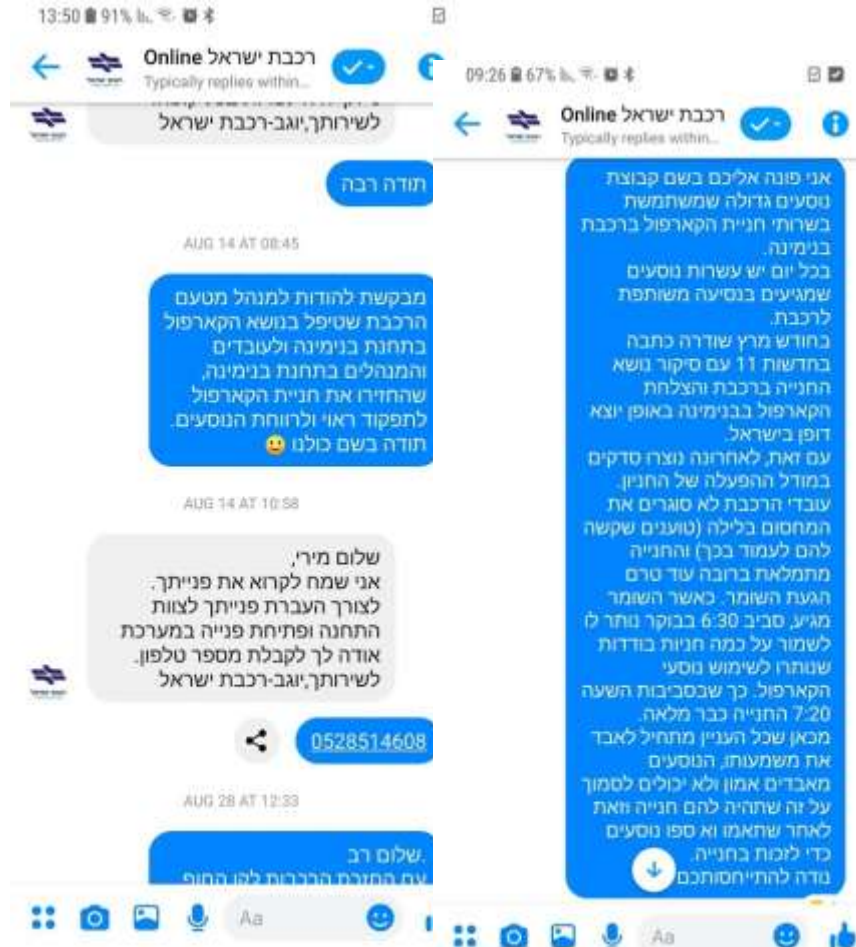 13:50 91%
רכבת ישראל Online
Typically replies within...
לשירותך,יוגב-רכבת ישראל
תודה רבה
AUG 14 AT 08:45
מבקשת להודות למנהל מטעם
הרכבת שטיפל בנושא הקארפול
בתחנת בנימינה ולעובדים
והמנהלים בתחנת בנימינה,
שהחזירו את חניית הקארפול
לתפקוד ראוי ולרווחת הנוסעים.
תודה בשם כולנו 🙂
AUG 14 AT 10:58
שלום מירי,
אני שמח לקרוא את פנייתך.
לצורך העברת פנייתך לצוות
התחנה ופתיחת פנייה במערכת
אודה לך לקבלת מספר טלפון.
לשירותך,יוגב-רכבת ישראל
0528514608
AUG 28 AT 12:33
שלום רב.
עם החזרת הרכבות לקו החוף
Aa
09:26 67%
רכבת ישראל Online
Typically replies within...
אני פונה אליכם בשם קבוצת
נוסעים גדולה שמשתמשת
בשרותי חניית הקארפול ברכבת
בנימינה.
בכל יום יש עשרות נוסעים
שמגיעים בנסיעה משותפת
לרכבת.
בחודש מרץ שודרה כתבה
בחדשות 11 עם סיקור נושא
החנייה ברכבת והצלחת
הקארפול בבנימינה באופן יוצא
דופן בישראל.
עם זאת, לאחרונה נוצרו סדקים
במודל ההפעלה של החניון.
עובדי הרכבת לא סוגרים את
המחסום בלילה (טוענים שקשה
להם לעמוד בכך) והחנייה
מתמלאת ברובה עוד טרם
הגעת השומר. כאשר השומר
מגיע, סביב 6:30 בבוקר נותר לו
לשמור על כמה חניות בודדות
שנותרו לשימוש נוסעי
הקארפול. כך שבסביבות השעה
7:20 החנייה כבר מלאה.
מכאן שכל העניין מתחיל לאבד
את משמעותו, הנוסעים
מאבדים אמון ולא יכולים לסמוך
על זה שתהיה להם חנייה וזאת
לאחר שתאמו וא ספו נוסעים
כדי לזכות בחנייה.
נודה להתייחסותכם
Aa